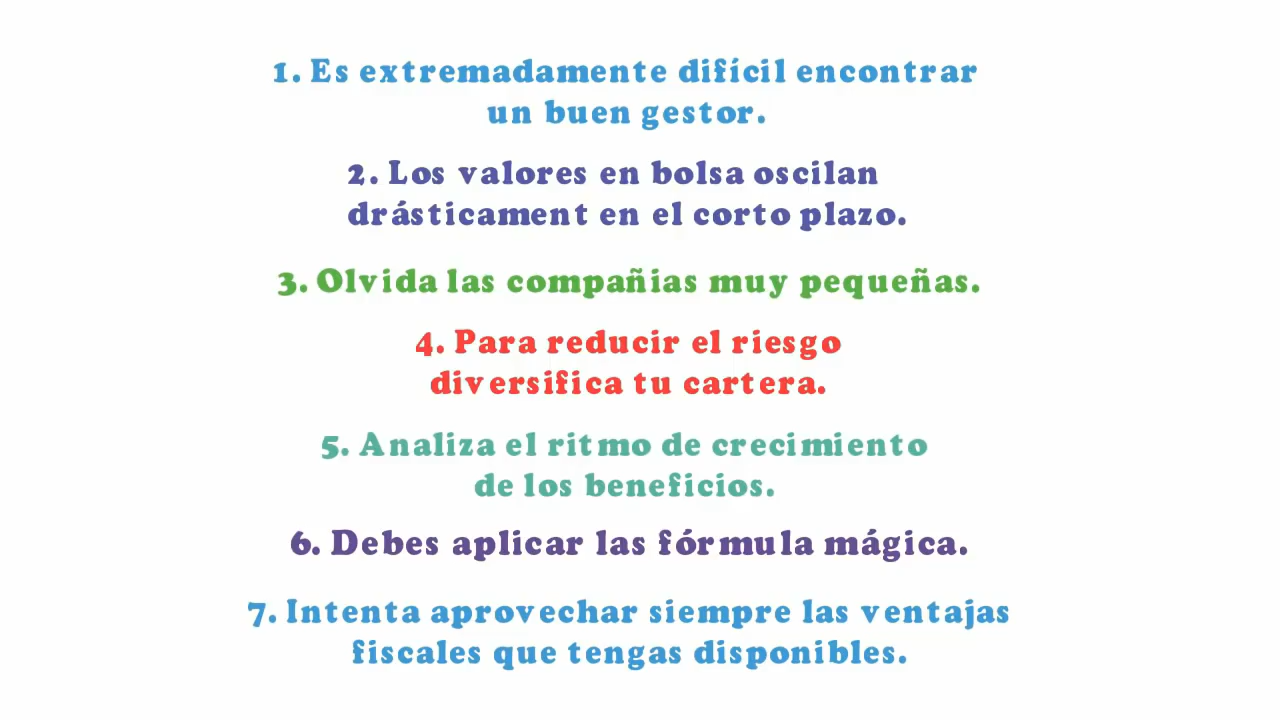 1. Es extremadamente difícil encontrar
un buen gestor.
2. Los valores en bolsa oscilan
drásticament en el corto plazo.
3. Olvida las compañias muy pequeñas.
4. Para reducir el riesgo
diversifica tu cartera.
5. Analiza el ritmo de crecimiento
de los beneficios.
6. Debes aplicar las fórmula mágica.
7. Intenta aprovechar siempre las ventajas
fiscales que tengas disponibles.